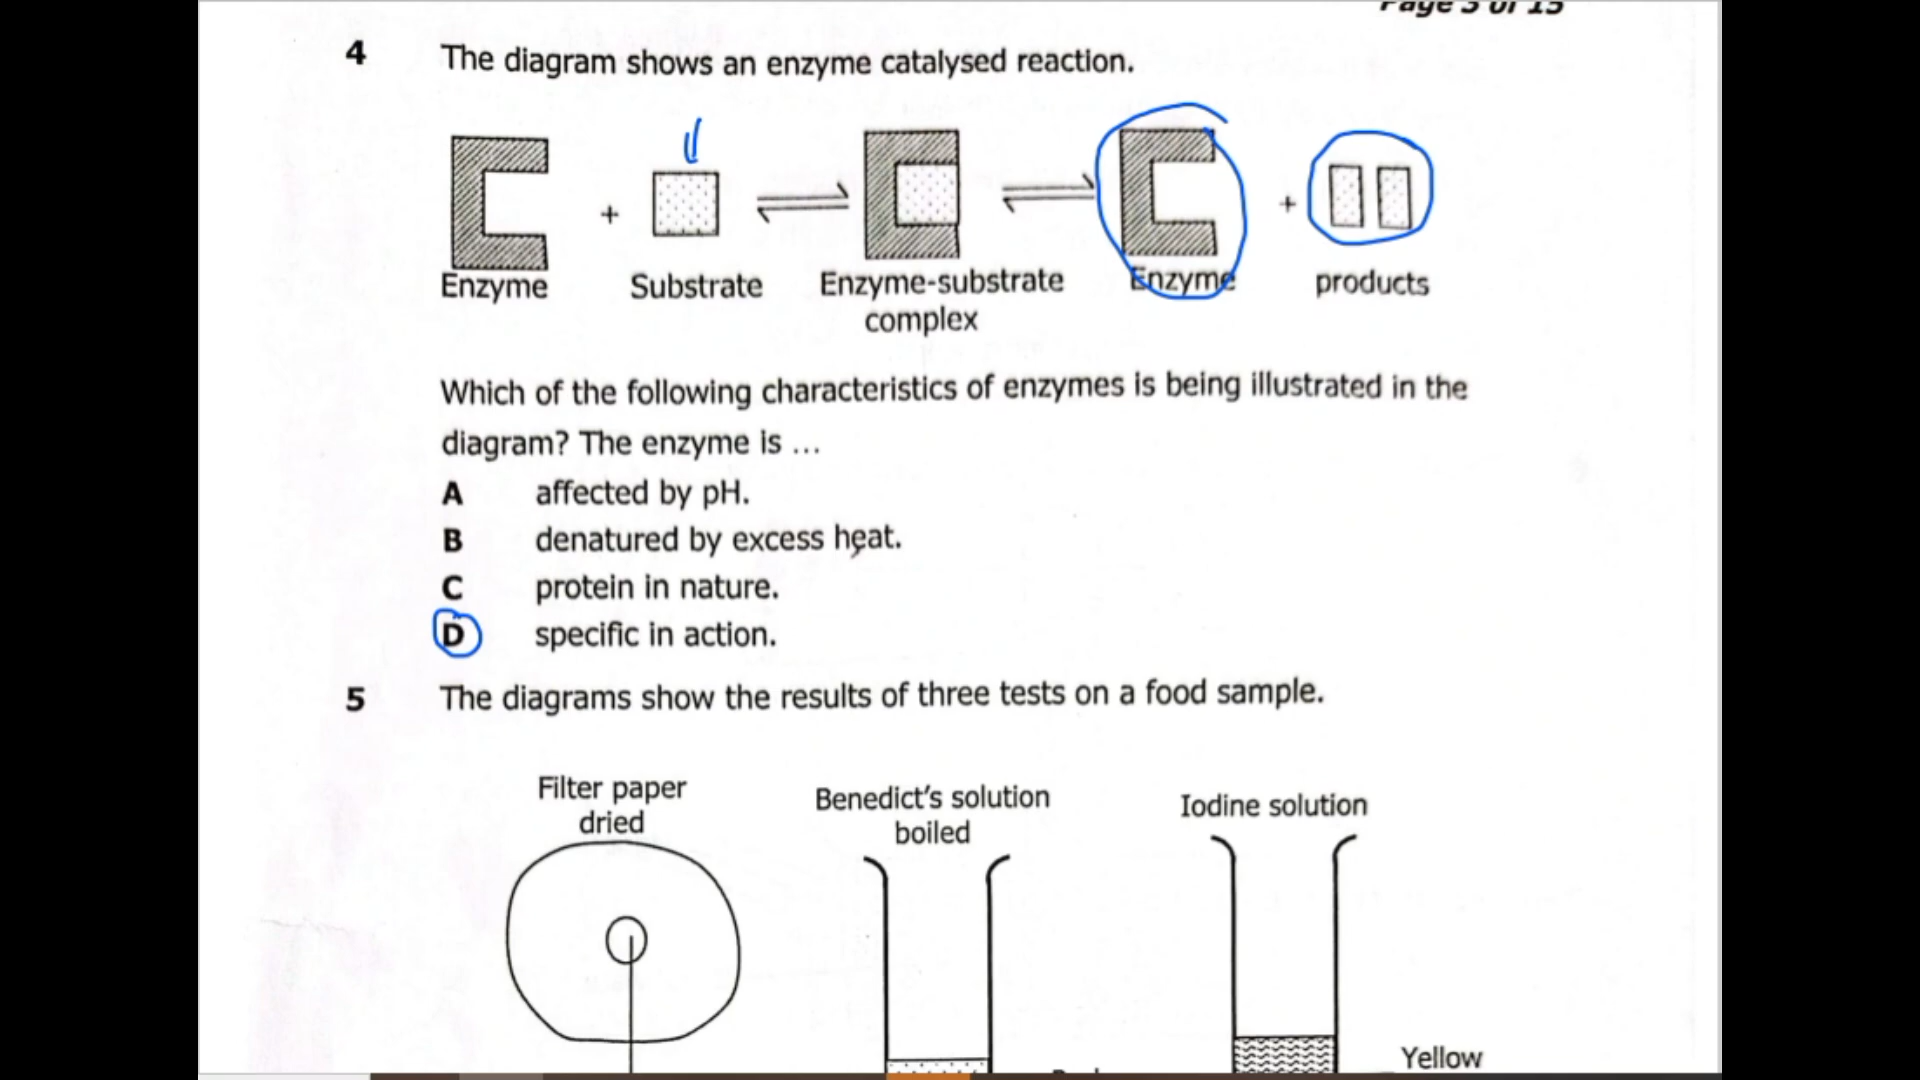 Page 3 of 15
4 The diagram shows an enzyme catalysed reaction.
+ +
Enzyme Substrate Enzyme-substrate complex Enzyme products
Which of the following characteristics of enzymes is being illustrated in the
diagram? The enzyme is ...
A affected by pH.
B denatured by excess heat.
C protein in nature.
D specific in action.
5 The diagrams show the results of three tests on a food sample.
Filter paper
dried
Benedict's solution
boiled
Iodine solution
Yellow